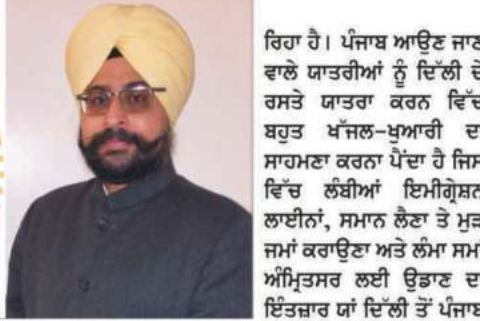 ਰਿਹਾ ਹੈ। ਪੰਜਾਬ ਆਉਣ ਜਾਣ
ਵਾਲੇ ਯਾਤਰੀਆਂ ਨੂੰ ਦਿੱਲੀ ਦੇ
ਰਸਤੇ ਯਾਤਰਾ ਕਰਨ ਵਿੱਚ
ਬਹੁਤ ਖੱਜਲ-ਖੁਆਰੀ ਦਾ
ਸਾਹਮਣਾ ਕਰਨਾ ਪੈਂਦਾ ਹੈ ਜਿਸ
ਵਿੱਚ ਲੰਬੀਆਂ ਇਮੀਗ੍ਰੇਸ਼ਨ
ਲਾਈਨਾਂ, ਸਮਾਨ ਲੈਣਾ ਤੇ ਮੁੜ
ਜਮਾਂ ਕਰਾਉਣਾ ਅਤੇ ਲੰਮਾ ਸਮਾਂ
ਅੰਮ੍ਰਿਤਸਰ ਲਈ ਉਡਾਣ ਦਾ
ਇੰਤਜ਼ਾਰ ਯਾਂ ਦਿੱਲੀ ਤੋਂ ਪੰਜਾਬ